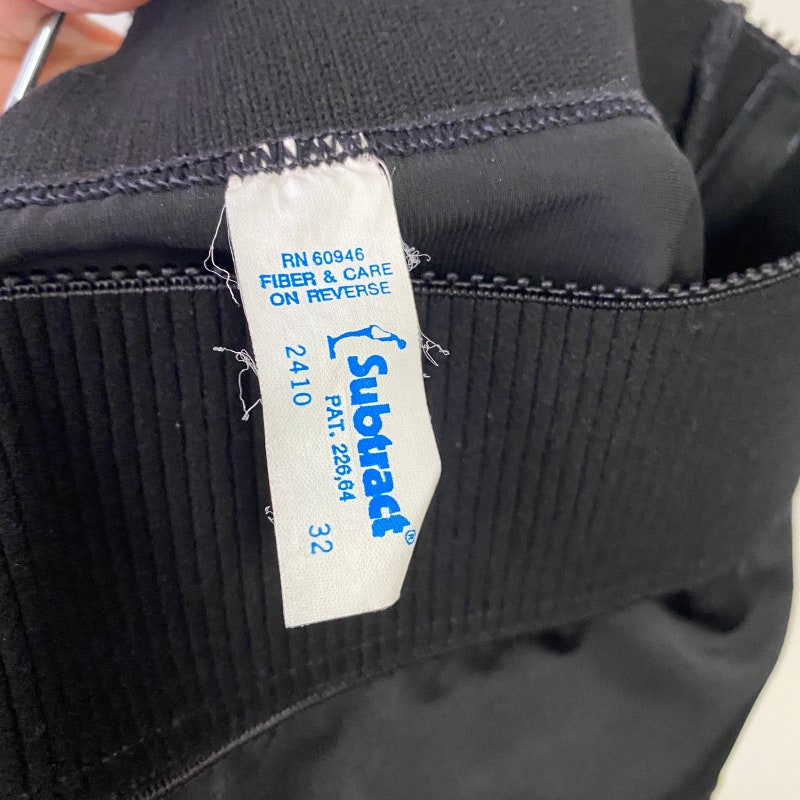 RN 60946
FIBER & CARE
ON REVERSE
Subtract®
PAT. 226,64
2410 32